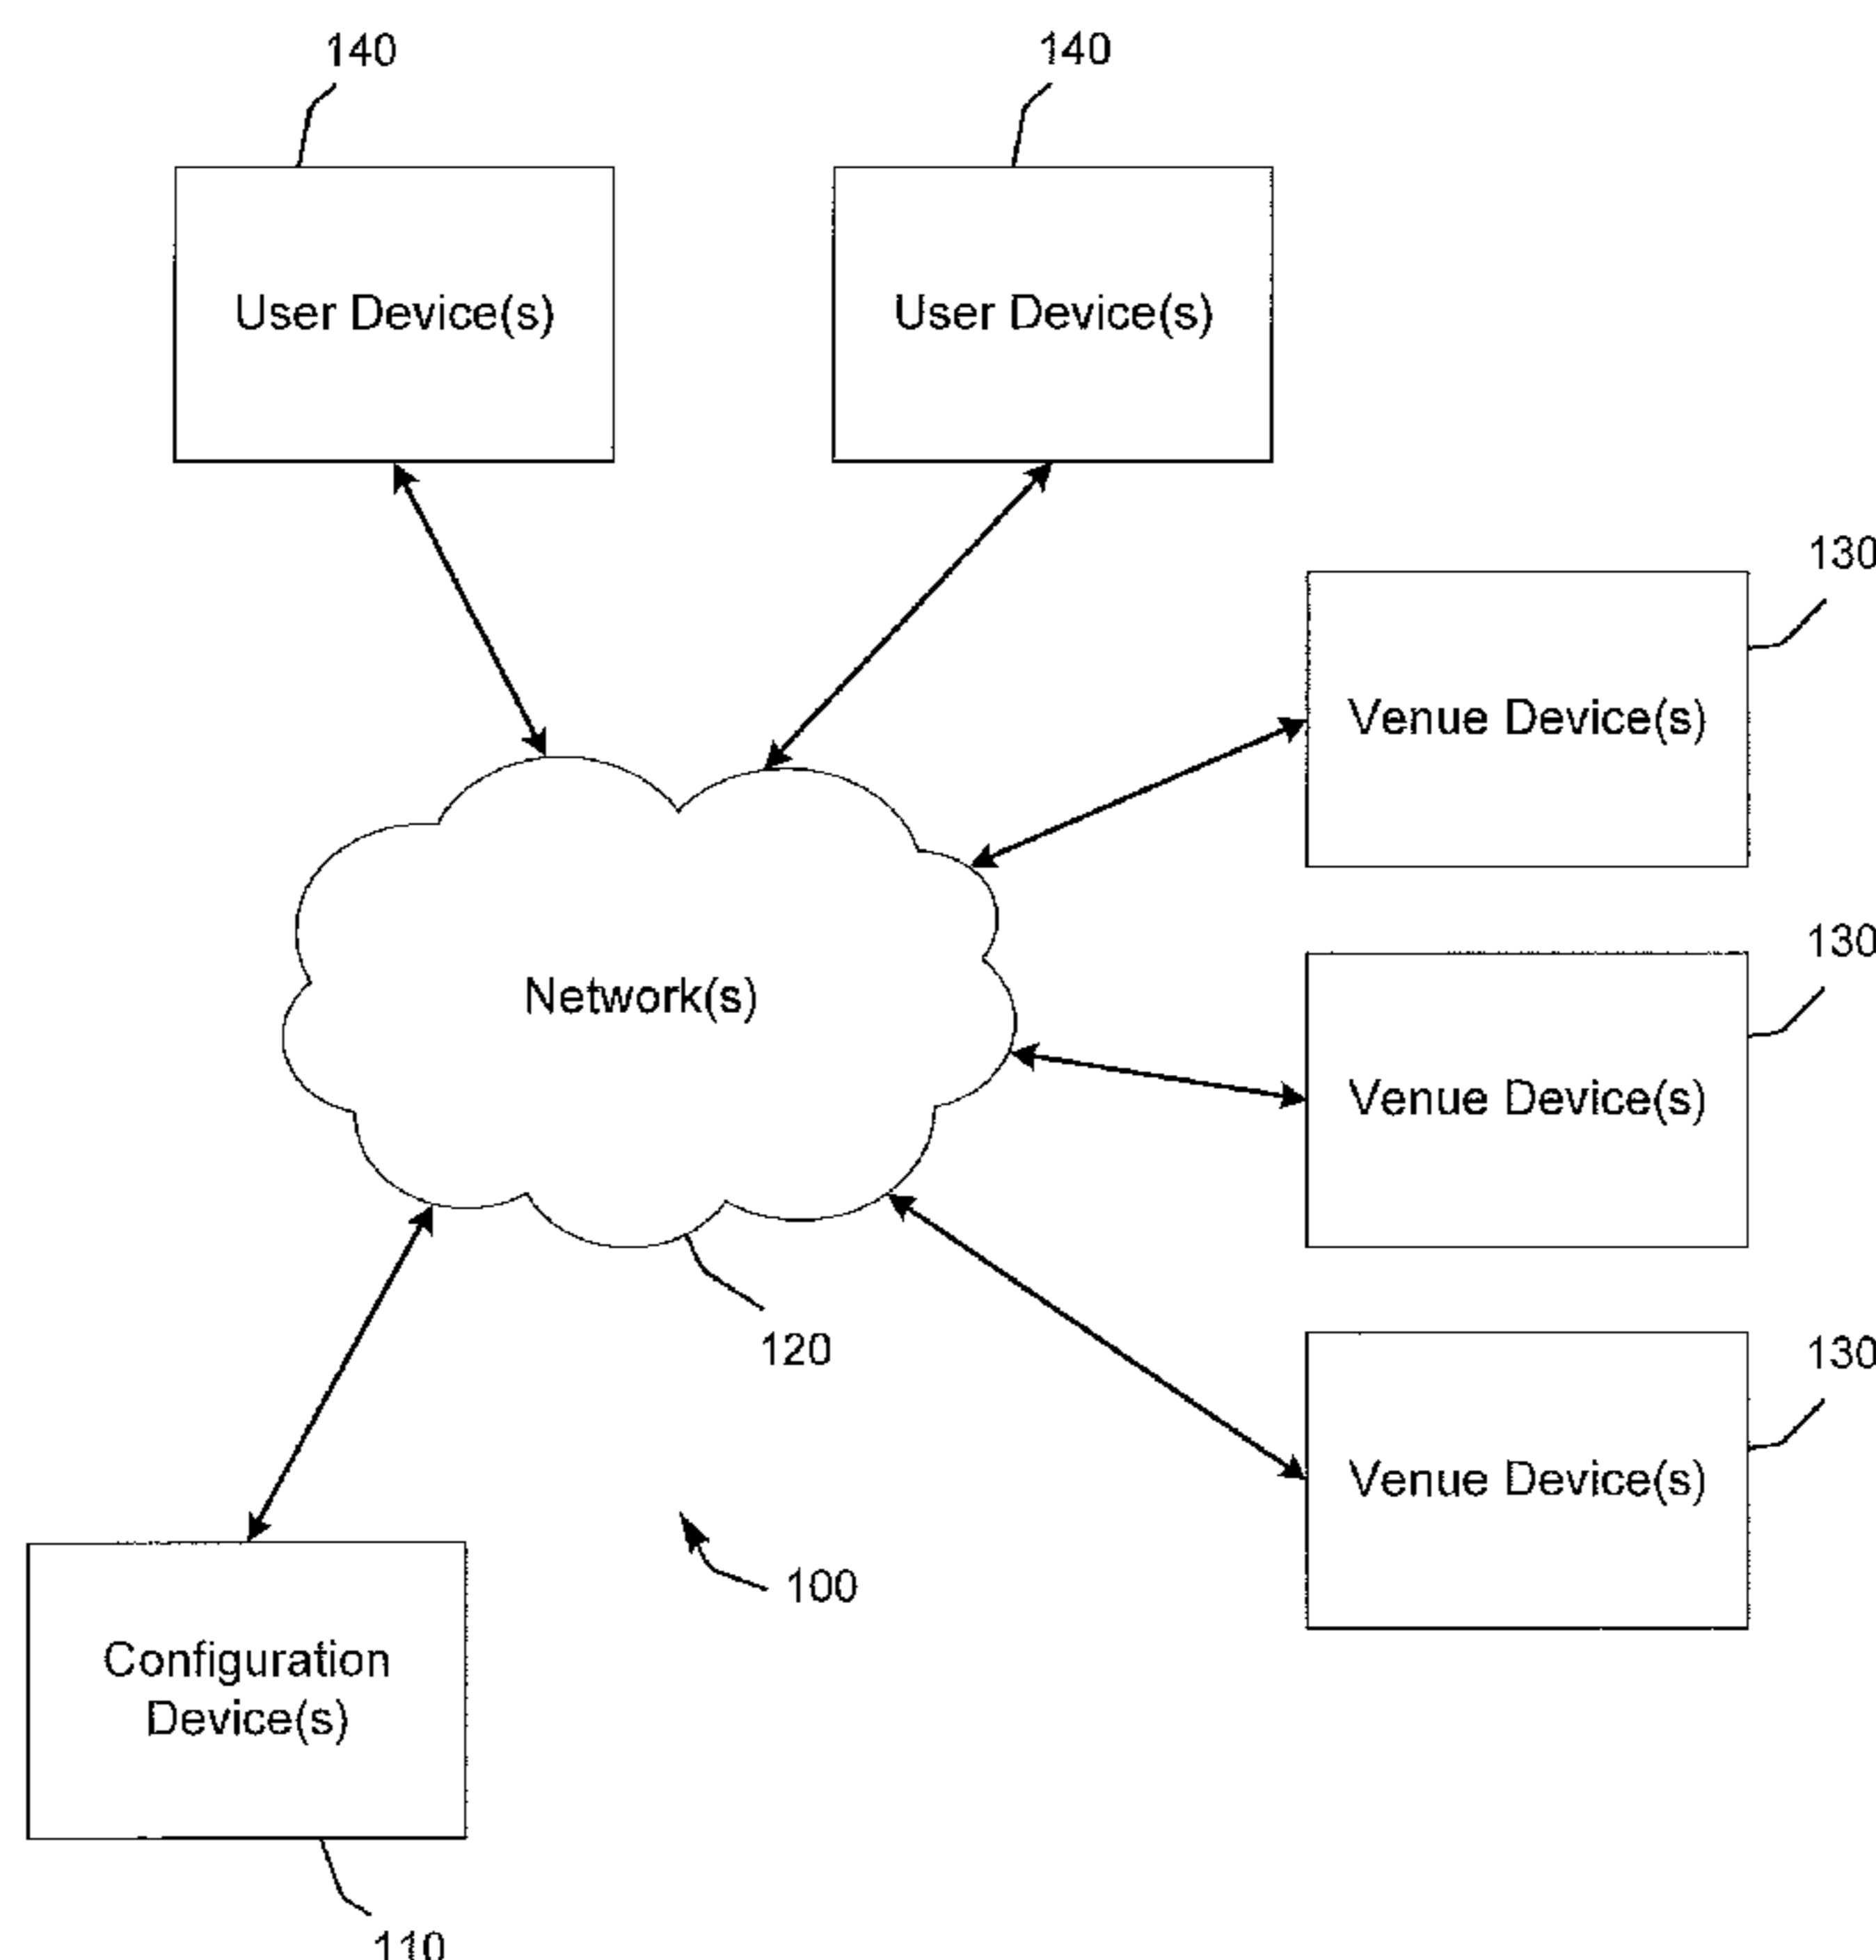 140
140
User Device(s)
User Device(s)
130
Venue Device(s)
130
Network(s)
Venue Device(s)
120
130
Venue Device(s)
100
Configuration
Device(s)
110